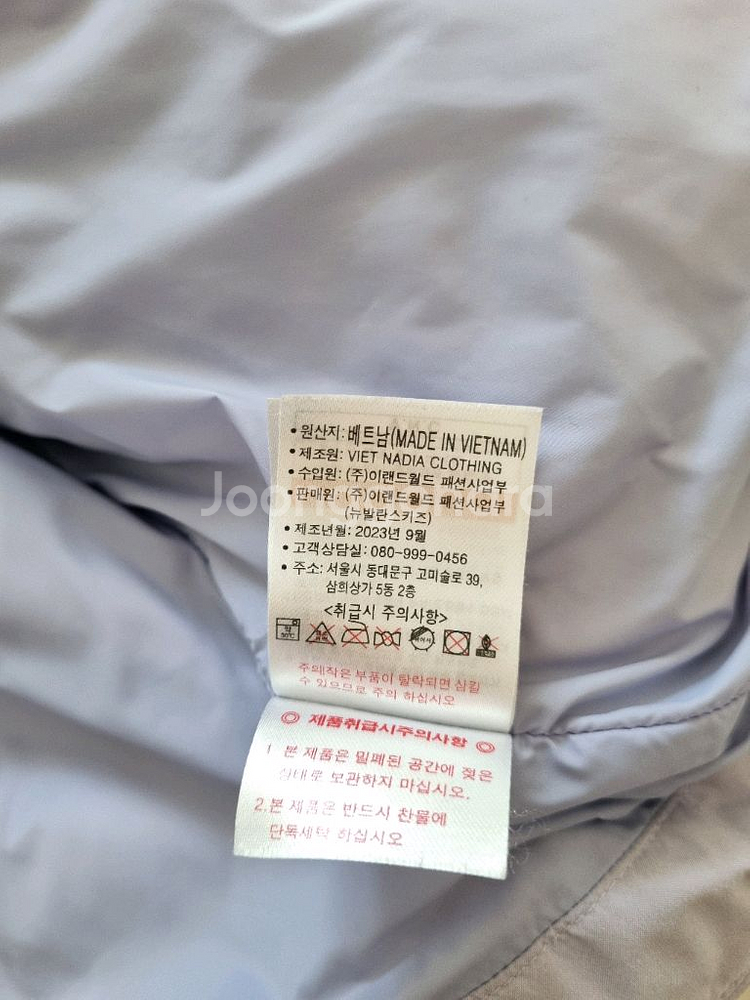 • 원산지: 베트남(MADE IN VIETNAM)
• 제조원: VIET NADIA CLOTHING
• 수입원: (주)이랜드월드 패션사업부
• 판매원: (주)이랜드월드 패션사업부
(뉴발란스키즈)
• 제조년월: 2023년 9월
• 고객상담실: 080-999-0456
• 주소: 서울시 동대문구 고미술로 39,
삼희상가 5동 2층
<취급시 주의사항>
주의!작은 부품이 탈락되면 삼킬
수 있으므로 주의 하십시오
◎ 제품취급시주의사항 ◎
1 본 제품은 밀폐된 공간에 젖은
상태로 보관하지 마십시오.
2.본 제품은 반드시 찬물에
단독세탁 하십시오